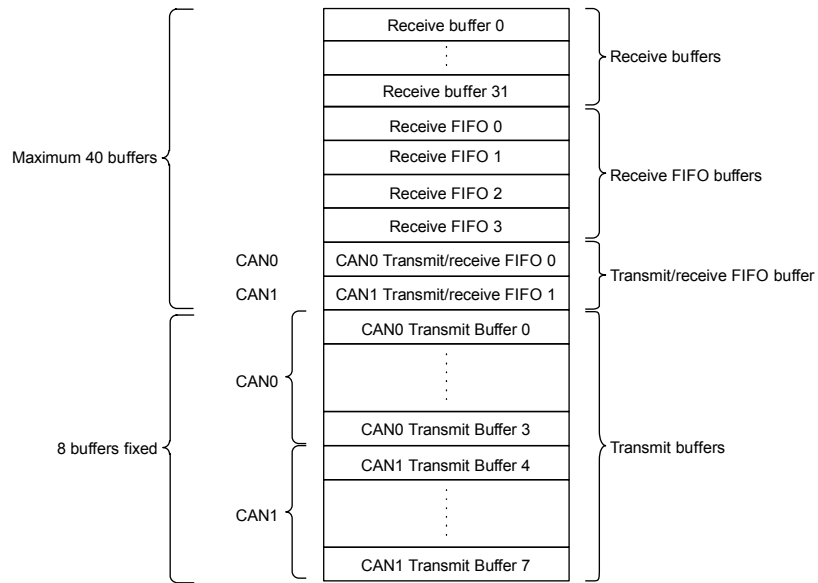 Receive buffer 0
Receive buffer 31
Receive buffers
Receive FIFO 0
Receive FIFO 1
Receive FIFO 2
Receive FIFO 3
Receive FIFO buffers
Maximum 40 buffers
CAN0
CAN0 Transmit/receive FIFO 0
CAN1
CAN1 Transmit/receive FIFO 1
Transmit/receive FIFO buffer
CAN0 Transmit Buffer 0
CAN0
CAN0 Transmit Buffer 3
8 buffers fixed
CAN1 Transmit Buffer 4
CAN1
CAN1 Transmit Buffer 7
Transmit buffers